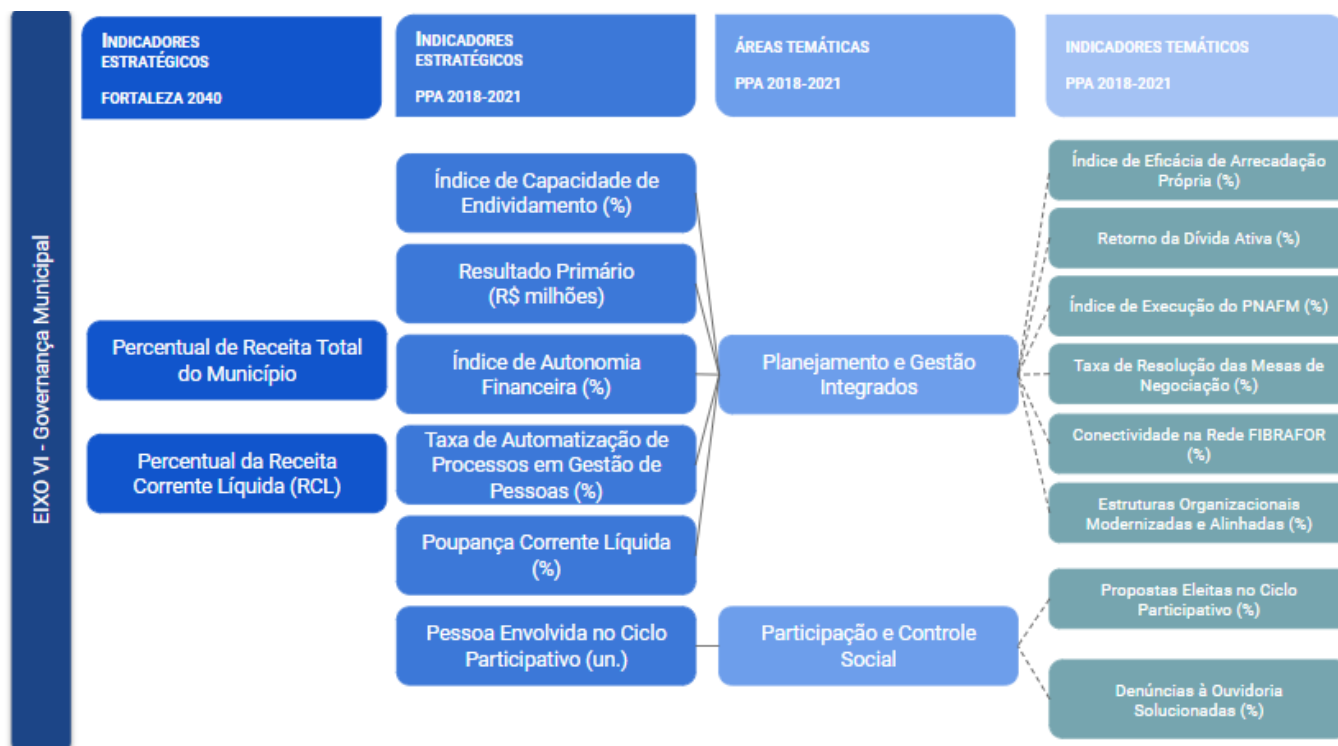 EIXO VI - Governança Municipal
INDICADORES
ESTRATÉGICOS
FORTALEZA 2040
INDICADORES
ESTRATÉGICOS
PPA 2018-2021
ÁREAS TEMÁTICAS
PPA 2018-2021
INDICADORES TEMÁTICOS
PPA 2018-2021
Percentual de Receita Total
do Município
Percentual da Receita
Corrente Líquida (RCL)
Índice de Capacidade de
Endividamento (%)
Resultado Primário
(R$ milhões)
Índice de Autonomia
Financeira (%)
Taxa de Automatização de
Processos em Gestão de
Pessoas (%)
Poupança Corrente Líquida
(%)
Pessoa Envolvida no Ciclo
Participativo (un.)
Planejamento e Gestão
Integrados
Participação e Controle
Social
Índice de Eficácia de Arrecadação
Própria (%)
Retorno da Dívida Ativa (%)
Índice de Execução do PNAFM (%)
Taxa de Resolução das Mesas de
Negociação (%)
Conectividade na Rede FIBRAFOR
(%)
Estruturas Organizacionais
Modernizadas e Alinhadas (%)
Propostas Eleitas no Ciclo
Participativo (%)
Denúncias à Ouvidoria
Solucionadas (%)